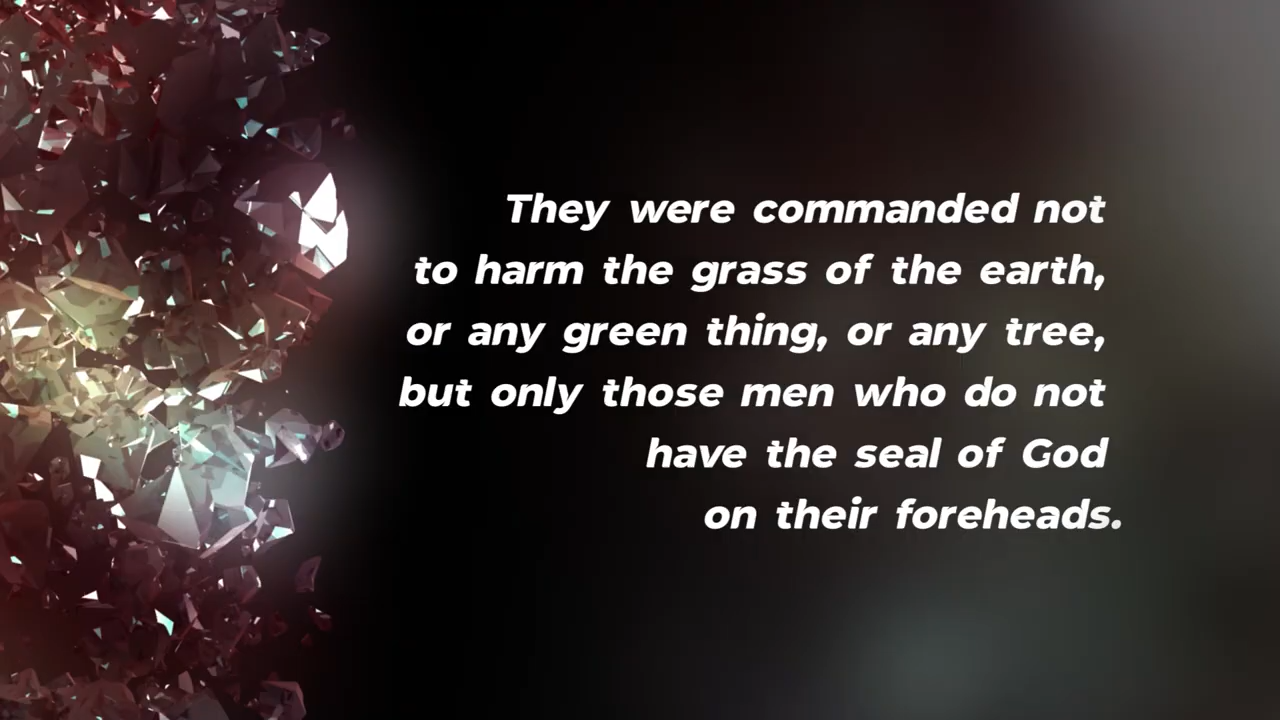 They were commanded not
to harm the grass of the earth,
or any green thing, or any tree,
but only those men who do not
have the seal of God
on their foreheads.